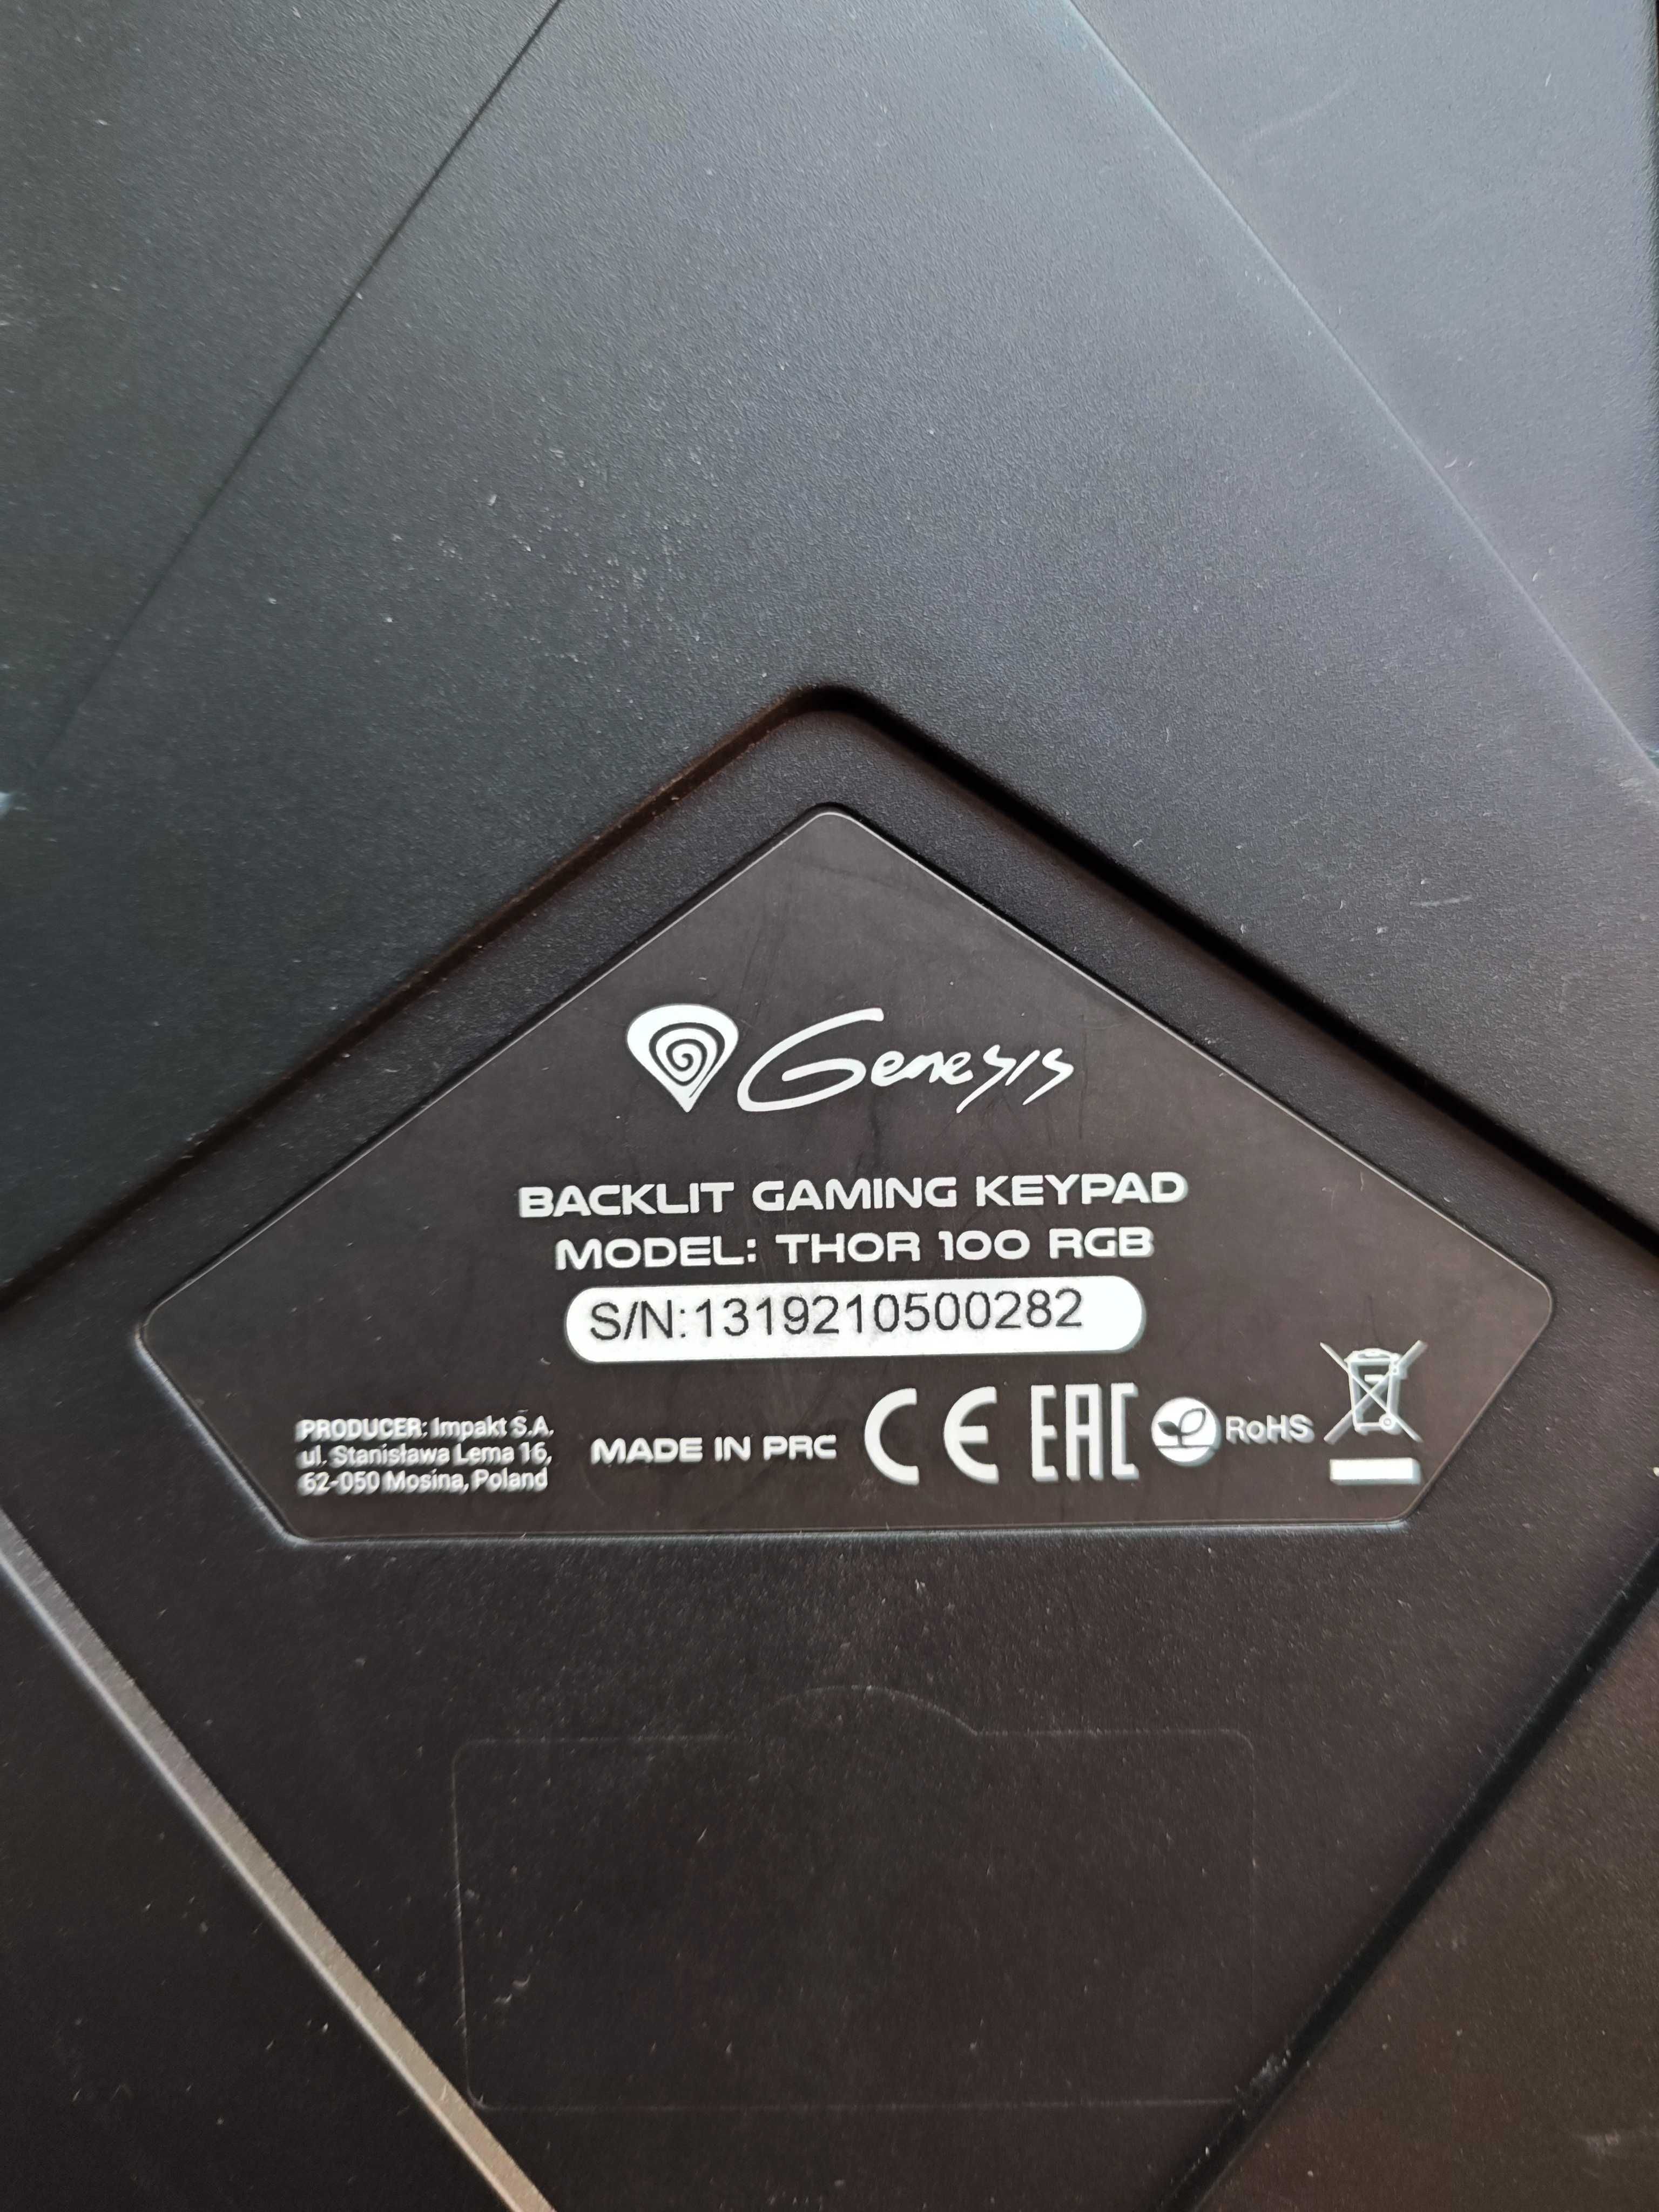 Genesis
BACKLIT GAMING KEYPAD
MODEL: THOR 100 RGB
S/N:1319210500282
PRODUCER: Impakt S.A.
ul. Stanisława Lema 16,
62-050 Mosina, Poland
MADE IN PRC
CE EAC RoHS